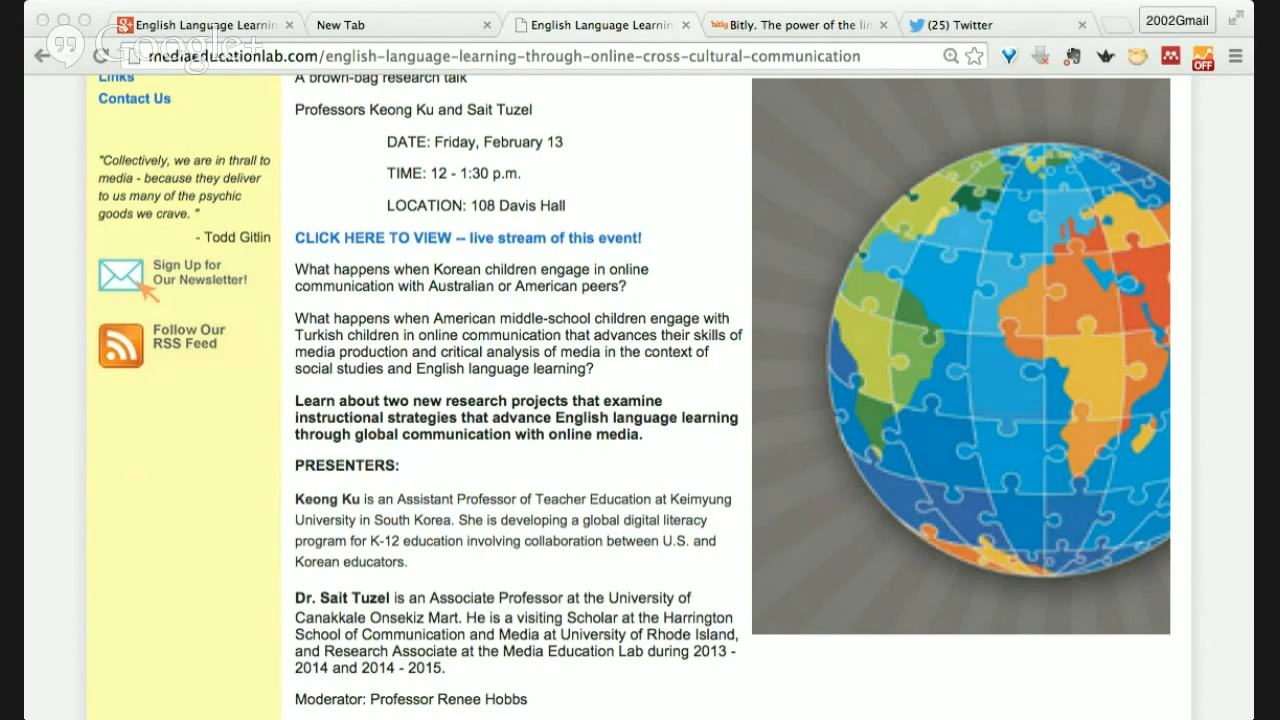 English Language Learnin
New Tab
English Language Learnin
Bitly. The power of the lin
(25) Twitter
2002Gmail
Google+
mediaeducationlab.com/english-language-learning-through-online-cross-cultural-communication
OFF
Links
Contact Us
"Collectively, we are in thrall to
media - because they deliver
to us many of the psychic
goods we crave. "
- Todd Gitlin
Sign Up for
Our Newsletter!
Follow Our
RSS Feed
A brown-bag research talk
Professors Keong Ku and Sait Tuzel
DATE: Friday, February 13
TIME: 12 - 1:30 p.m.
LOCATION: 108 Davis Hall
CLICK HERE TO VIEW -- live stream of this event!
What happens when Korean children engage in online
communication with Australian or American peers?
What happens when American middle-school children engage with
Turkish children in online communication that advances their skills of
media production and critical analysis of media in the context of
social studies and English language learning?
Learn about two new research projects that examine
instructional strategies that advance English language learning
through global communication with online media.
PRESENTERS:
Keong Ku is an Assistant Professor of Teacher Education at Keimyung
University in South Korea. She is developing a global digital literacy
program for K-12 education involving collaboration between U.S. and
Korean educators.
Dr. Sait Tuzel is an Associate Professor at the University of
Canakkale Onsekiz Mart. He is a visiting Scholar at the Harrington
School of Communication and Media at University of Rhode Island,
and Research Associate at the Media Education Lab during 2013 -
2014 and 2014 - 2015.
Moderator: Professor Renee Hobbs